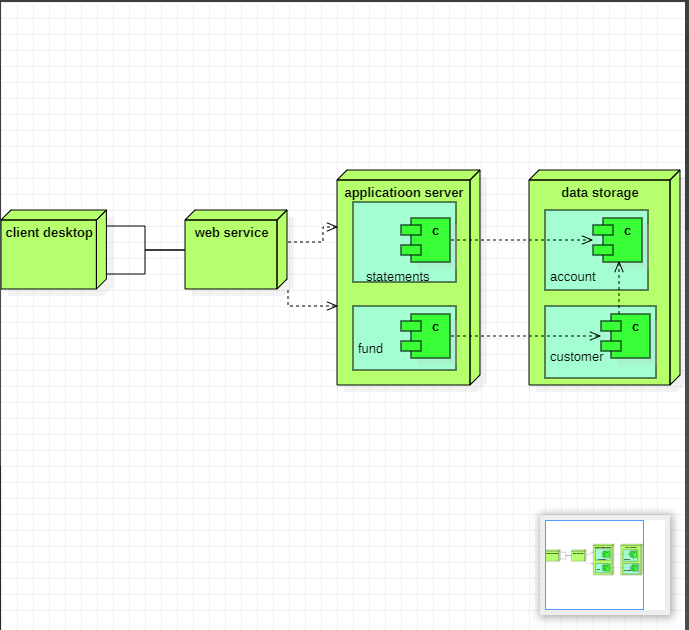 client desktop
web service
applicatioon server
C
statements
C
fund
data storage
C
account
C
customer